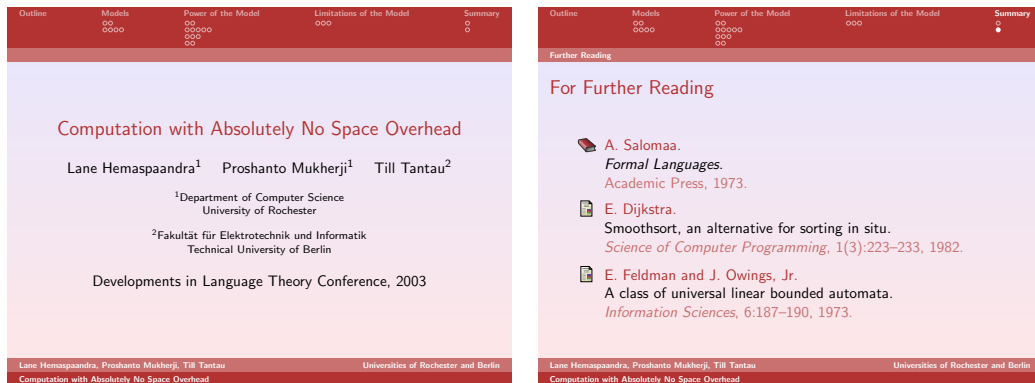 Outline Models Power of the Model Limitations of the Model Summary
Computation with Absolutely No Space Overhead
Lane Hemaspaandra1 Proshanto Mukherji1 Till Tantau2
1Department of Computer Science
University of Rochester
2Fakultät für Elektrotechnik und Informatik
Technical University of Berlin
Developments in Language Theory Conference, 2003
Lane Hemaspaandra, Proshanto Mukherji, Till Tantau Universities of Rochester and Berlin
Computation with Absolutely No Space Overhead
Outline Models Power of the Model Limitations of the Model Summary
Further Reading
For Further Reading
A. Salomaa.
Formal Languages.
Academic Press, 1973.
E. Dijkstra.
Smoothsort, an alternative for sorting in situ.
Science of Computer Programming, 1(3):223–233, 1982.
E. Feldman and J. Owings, Jr.
A class of universal linear bounded automata.
Information Sciences, 6:187–190, 1973.
Lane Hemaspaandra, Proshanto Mukherji, Till Tantau Universities of Rochester and Berlin
Computation with Absolutely No Space Overhead